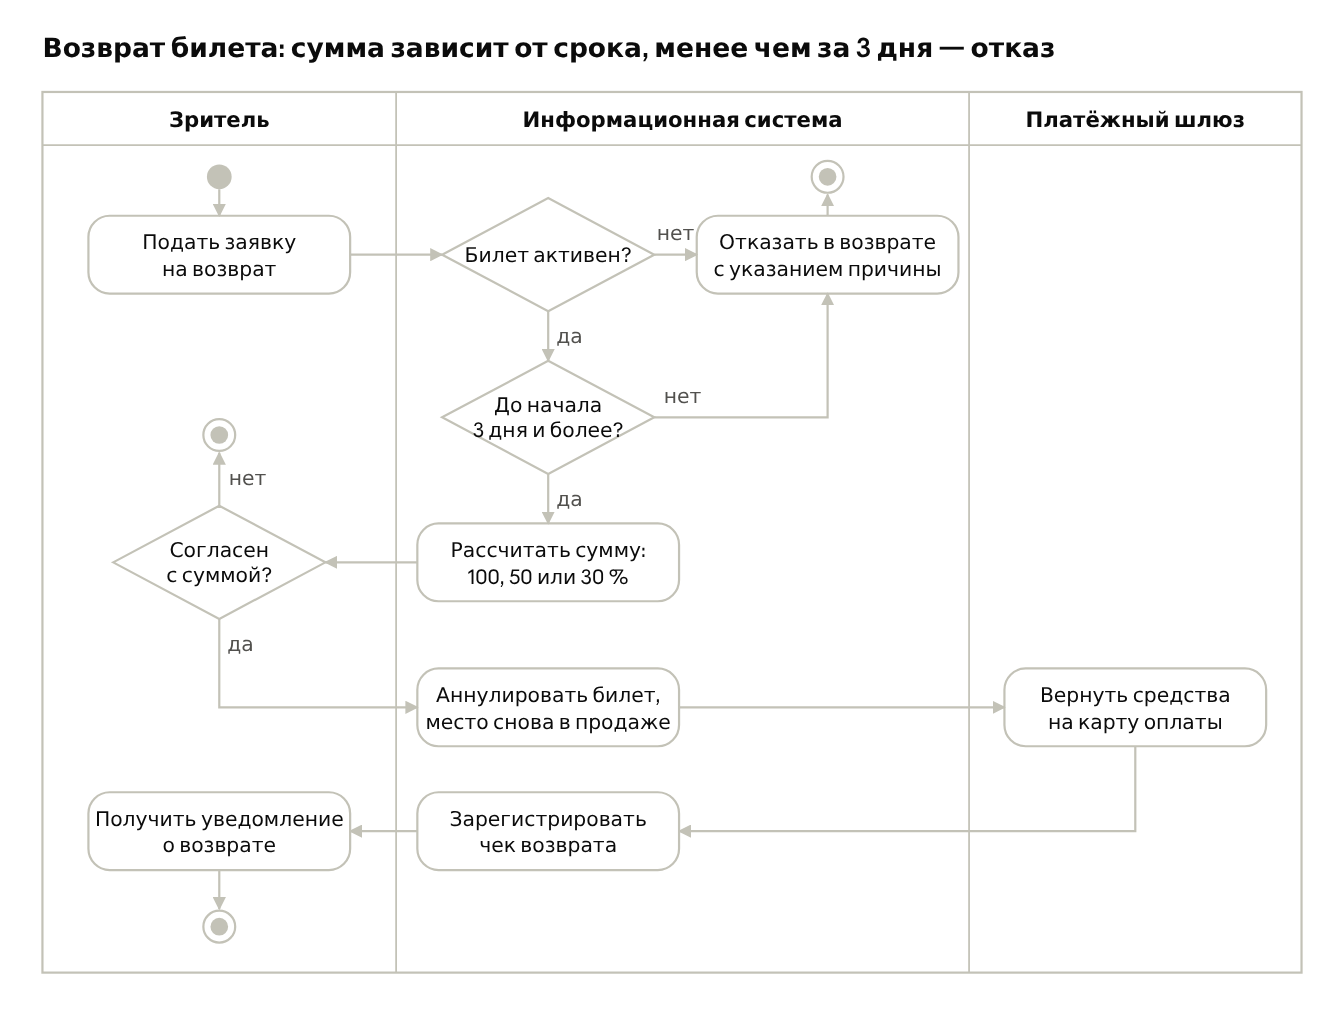 Возврат билета: сумма зависит от срока, менее чем за 3 дня — отказ
Зритель
Информационная система
Платёжный шлюз
Подать заявку
на возврат
Билет активен?
нет
Отказать в возврате
с указанием причины
да
До начала
3 дня и более?
нет
да
нет
Согласен
с суммой?
Рассчитать сумму:
100, 50 или 30 %
да
Аннулировать билет,
место снова в продаже
Вернуть средства
на карту оплаты
Получить уведомление
о возврате
Зарегистрировать
чек возврата